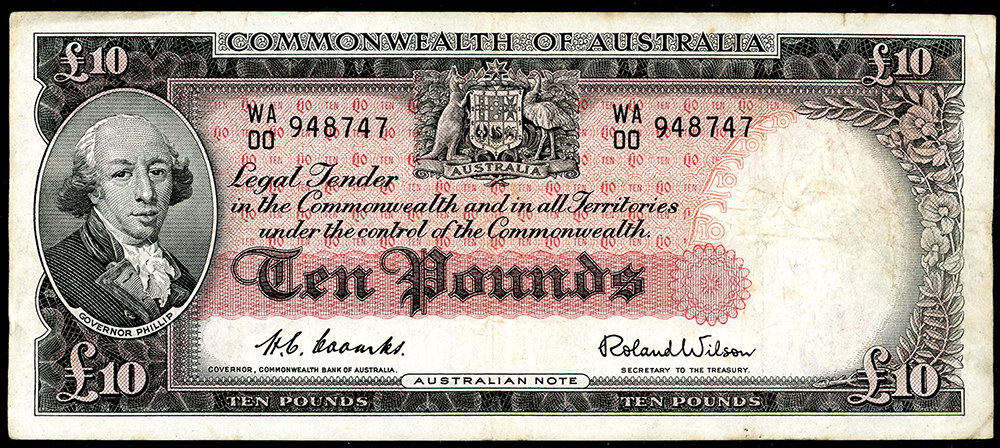 COMMONWEALTH OF AUSTRALIA
£10 £10
WA
00 948747
WA
00 948747
AUSTRALIA
Legal Tender
in the Commonwealth and in all Territories
under the control of the Commonwealth.
Ten Pounds
GOVERNOR PHILLIP
H.C. Coombs.
Roland Wilson
GOVERNOR, COMMONWEALTH BANK OF AUSTRALIA.
SECRETARY TO THE TREASURY.
AUSTRALIAN NOTE
£10 £10
TEN POUNDS
TEN POUNDS